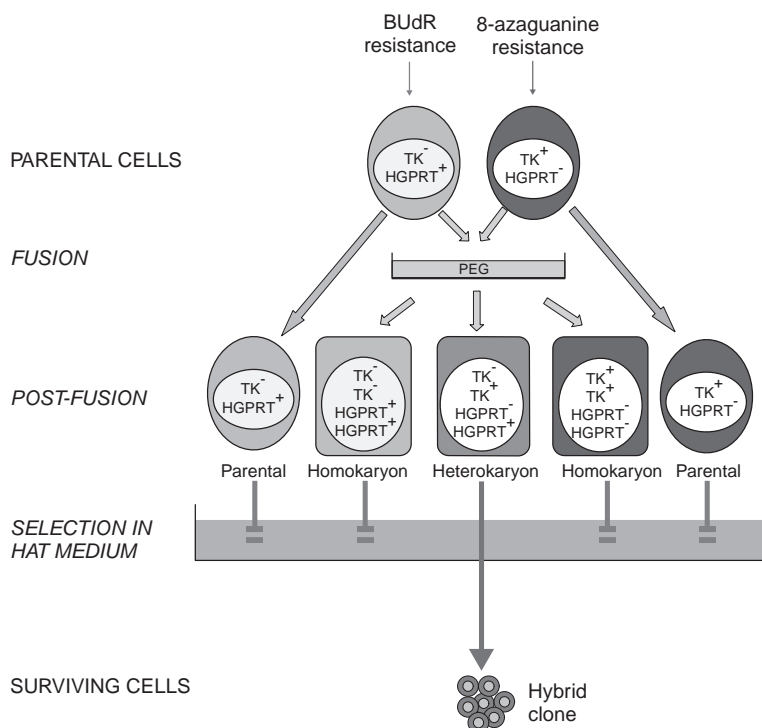 BUdR
resistance
8-azaguanine
resistance
PARENTAL CELLS
TK-
HGPRT+
TK+
HGPRT-
FUSION
PEG
POST-FUSION
TK-
HGPRT+
TK-
TK-
HGPRT+
HGPRT+
TK-
TK+
HGPRT-
HGPRT+
TK+
TK+
HGPRT-
HGPRT-
TK+
HGPRT-
Parental
Homokaryon
Heterokaryon
Homokaryon
Parental
SELECTION IN
HAT MEDIUM
SURVIVING CELLS
Hybrid
clone